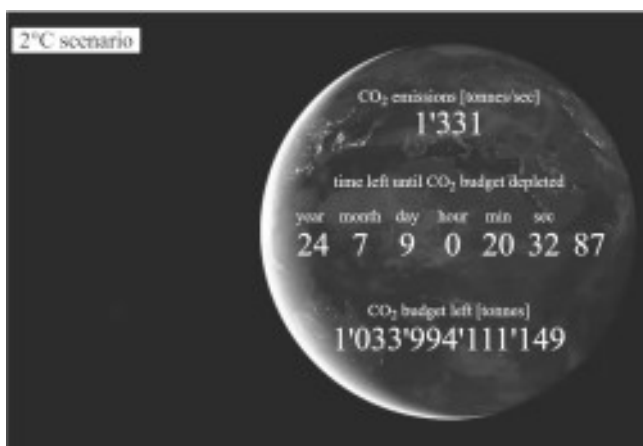 2°C scenario
CO₂ emissions [tonnes/sec]
1'331
time left until CO₂ budget depleted
year month day hour min sec
24 7 9 0 20 32 87
CO₂ budget left [tonnes]
1'033'994'111'149